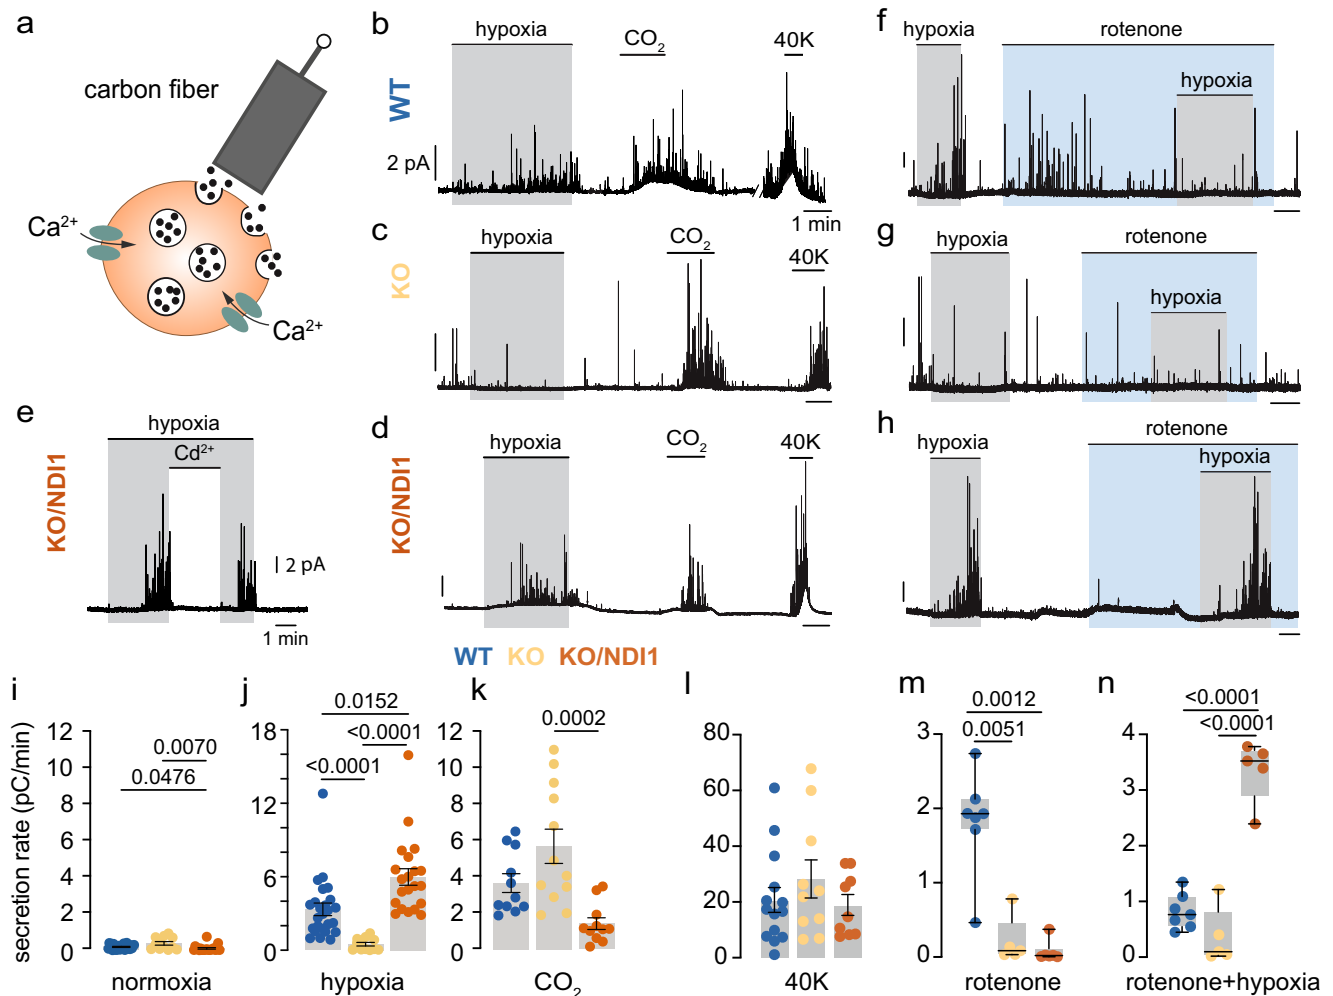 a
carbon fiber
Ca2+
Ca2+
b
WT
hypoxia
CO2
40K
2 pA
1 min
c
KO
hypoxia
CO2
40K
d
KO/NDI1
hypoxia
CO2
40K
e
KO/NDI1
hypoxia
Cd2+
2 pA
1 min
f
hypoxia
rotenone
hypoxia
g
hypoxia
rotenone
hypoxia
h
hypoxia
rotenone
hypoxia
WT KO KO/NDI1
i
secretion rate (pC/min)
12
10
8
6
4
2
0
0.0070
0.0476
normoxia
j
18
12
6
0
0.0152
<0.0001
<0.0001
hypoxia
k
12
10
8
6
4
2
0
0.0002
CO2
l
80
60
40
20
0
40K
m
3
2
1
0
0.0012
0.0051
rotenone
n
4
3
2
1
0
<0.0001
<0.0001
rotenone+hypoxia